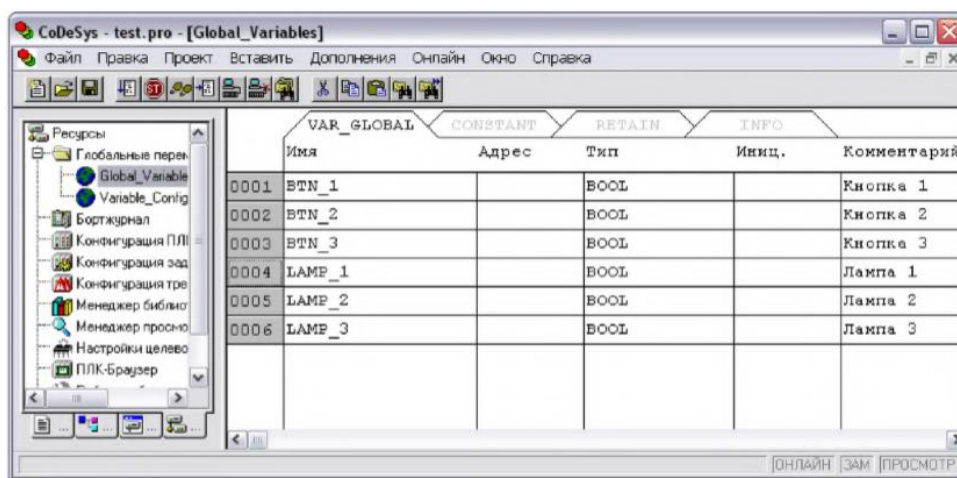 CoDeSys - test.pro - [Global_Variables]
Файл Правка Проект Вставить Дополнения Онлайн Окно Справка
Ресурсы
Глобальные перем
Global_Variable
Variable_Config
Бортжурнал
Конфигурация ПЛК
Конфигурация зад
Конфигурация тре
Менеджер библиот
Менеджер просмо
Настройки целево
ПЛК-Браузер
VAR_GLOBAL CONSTANT RETAIN INFO
Имя Адрес Тип Иниц. Комментарий
0001 BTN_1 BOOL Кнопка 1
0002 BTN_2 BOOL Кнопка 2
0003 BTN_3 BOOL Кнопка 3
0004 LAMP_1 BOOL Лампа 1
0005 LAMP_2 BOOL Лампа 2
0006 LAMP_3 BOOL Лампа 3
ОНЛАЙН ЗАМ ПРОСМОТР